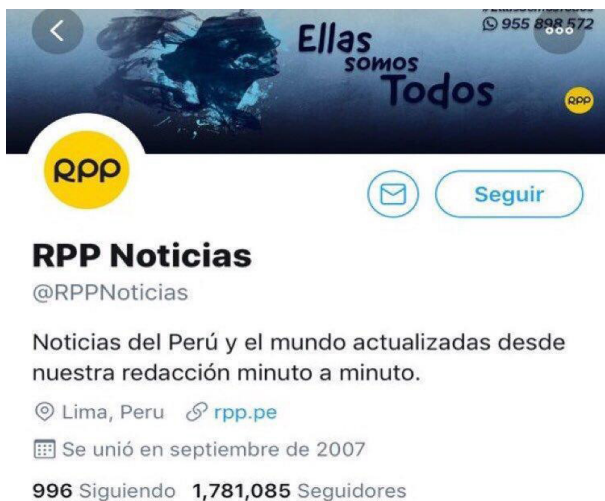 955 898 572
Ellas
somos
Todos
RPP
RPP
Seguir
RPP Noticias
@RPPNoticias
Noticias del Perú y el mundo actualizadas desde
nuestra redacción minuto a minuto.
Lima, Peru rpp.pe
Se unió en septiembre de 2007
996 Siguiendo 1,781,085 Seguidores